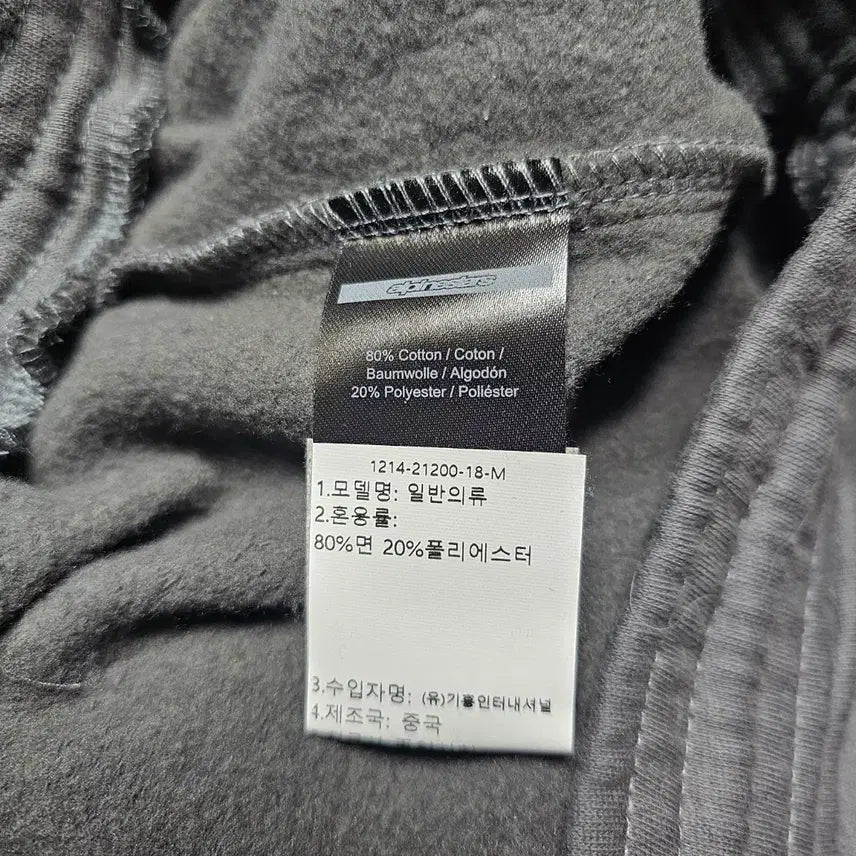 alpinestars
80% Cotton / Coton /
Baumwolle / Algodón
20% Polyester / Poliéster
1214-21200-18-M
1.모델명: 일반의류
2.혼용률:
80%면 20%폴리에스터
3.수입자명: (유)기흥인터내셔널
4.제조국: 중국